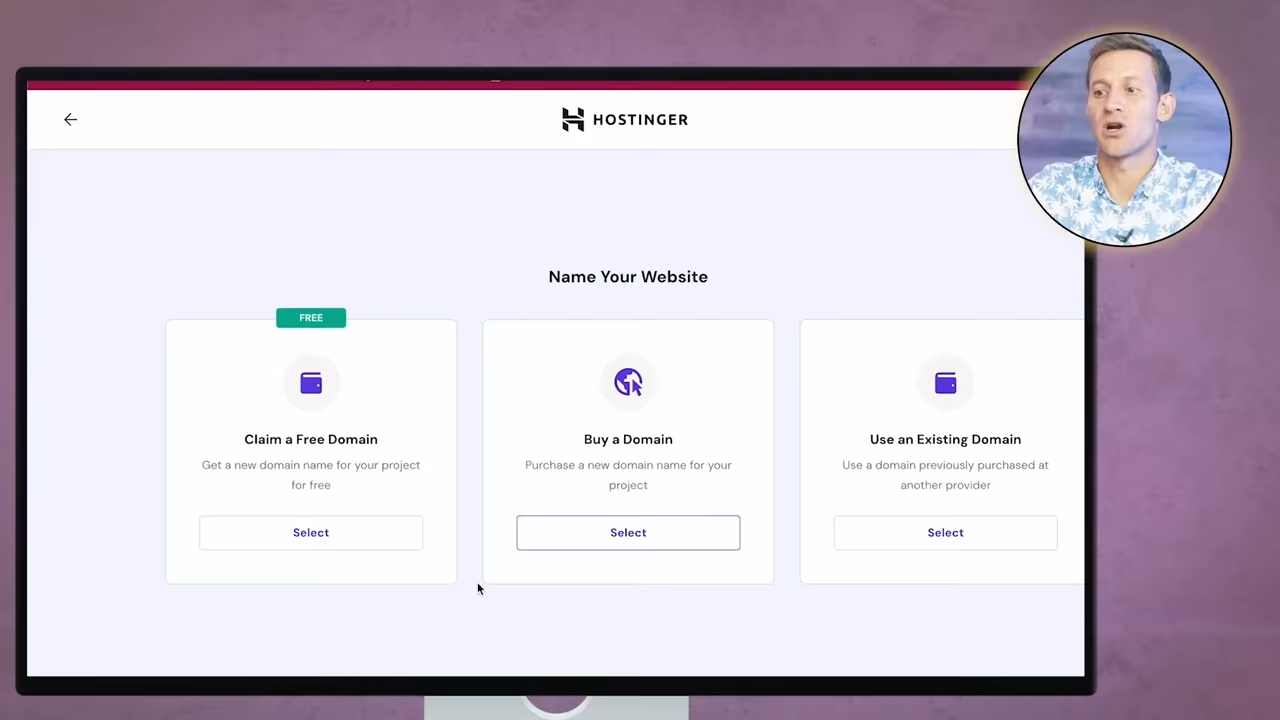 HOSTINGER
Name Your Website
FREE
Claim a Free Domain
Get a new domain name for your project
for free
Select
Buy a Domain
Purchase a new domain name for your
project
Select
Use an Existing Domain
Use a domain previously purchased at
another provider
Select